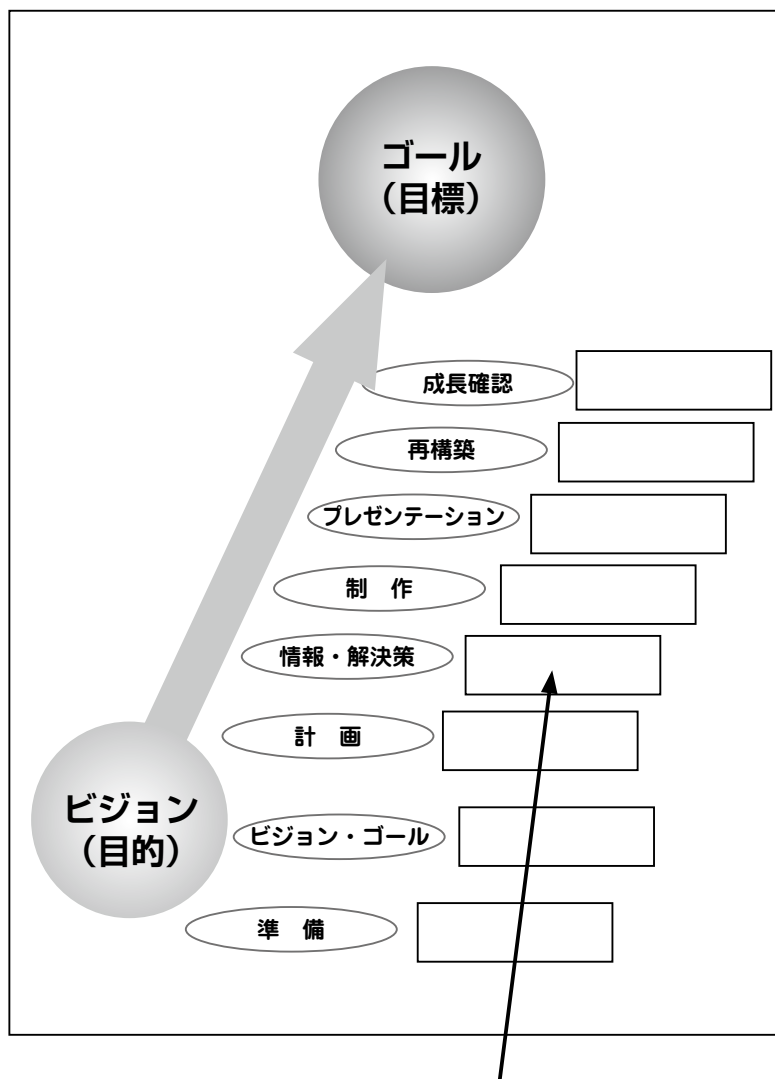 ゴール
（目標）
成長確認
再構築
プレゼンテーション
制　作
情報・解決策
計　画
ビジョン
（目的）
ビジョン・ゴール
準　備